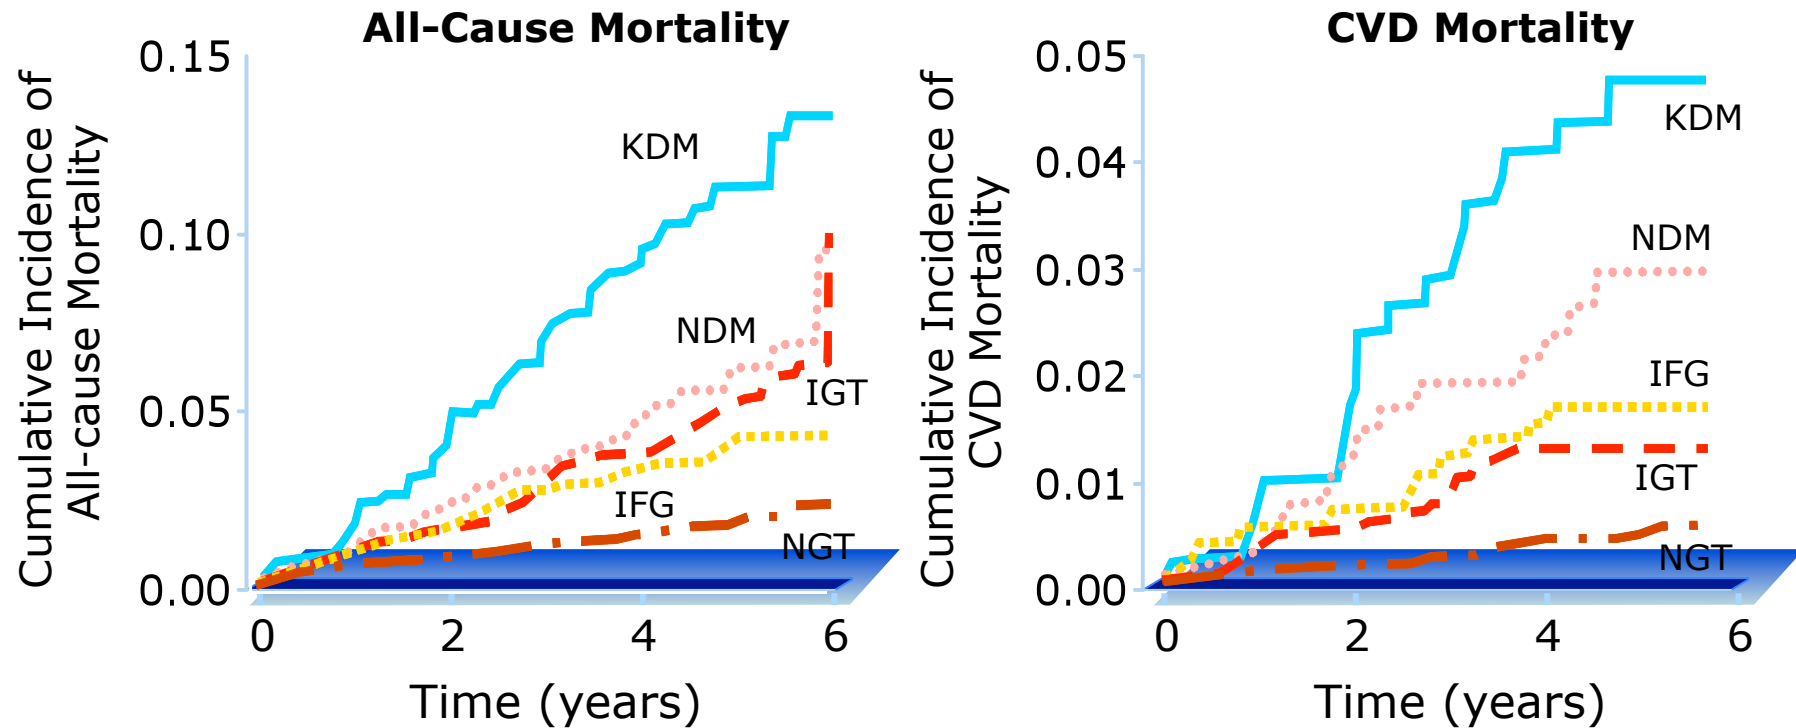 All-Cause Mortality
Cumulative Incidence of
All-cause Mortality
0.15
0.10
0.05
0.00
KDM
NDM
IGT
IFG
NGT
0 2 4 6
Time (years)
CVD Mortality
Cumulative Incidence of
CVD Mortality
0.05
0.04
0.03
0.02
0.01
0.00
KDM
NDM
IFG
IGT
NGT
0 2 4 6
Time (years)